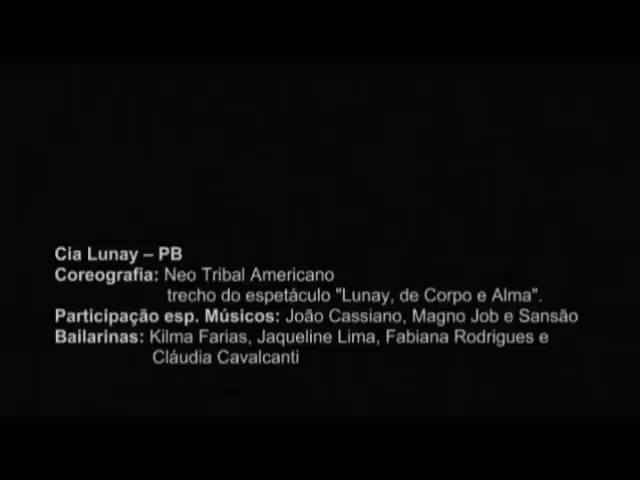 Cia Lunay – PB
Coreografia: Neo Tribal Americano
trecho do espetáculo "Lunay, de Corpo e Alma".
Participação esp. Músicos: João Cassiano, Magno Job e Sansão
Bailarinas: Kilma Farias, Jaqueline Lima, Fabiana Rodrigues e
Cláudia Cavalcanti